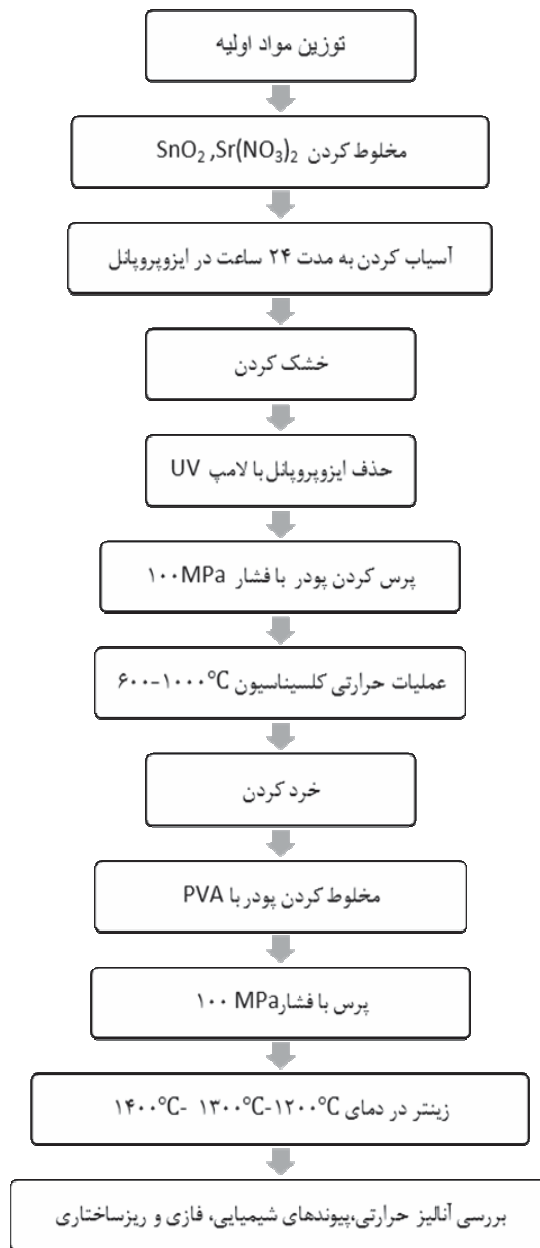 توزین مواد اولیه
مخلوط کردن SnO₂ ,Sr(NO₃)₂
آسیاب کردن به مدت ۲۴ ساعت در ایزوپروپانل
خشک کردن
حذف ایزوپروپانل با لامپ UV
پرس کردن پودر با فشار ۱۰۰MPa
عملیات حرارتی کلسیناسیون ۶۰۰-۱۰۰۰°C
خرد کردن
مخلوط کردن پودر با PVA
پرس با فشار۱۰۰ MPa
زینتر در دمای ۱۴۰۰°C- ۱۳۰۰°C-۱۲۰۰°C
بررسی آنالیز حرارتی،پیوندهای شیمیایی، فازی و ریزساختاری